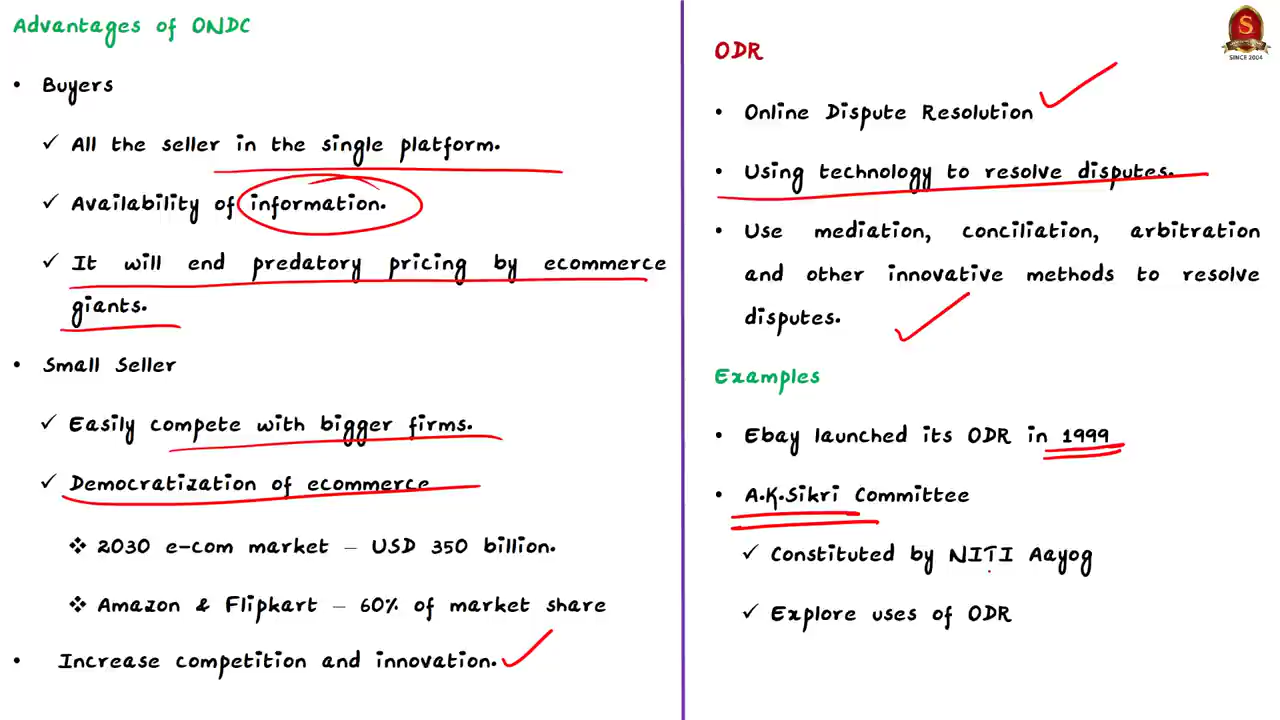 Advantages of ONDC
• Buyers
✓ All the seller in the single platform.
✓ Availability of information.
✓ It will end predatory pricing by ecommerce
giants.
• Small Seller
✓ Easily compete with bigger firms.
✓ Democratization of ecommerce
❖ 2030 e-com market – USD 350 billion.
❖ Amazon & Flipkart – 60% of market share
• Increase competition and innovation.
ODR
• Online Dispute Resolution
• Using technology to resolve disputes.
• Use mediation, conciliation, arbitration
and other innovative methods to resolve
disputes.
Examples
• Ebay launched its ODR in 1999
• A.K.Sikri Committee
✓ Constituted by NITI Aayog
✓ Explore uses of ODR
S
SINCE 2004